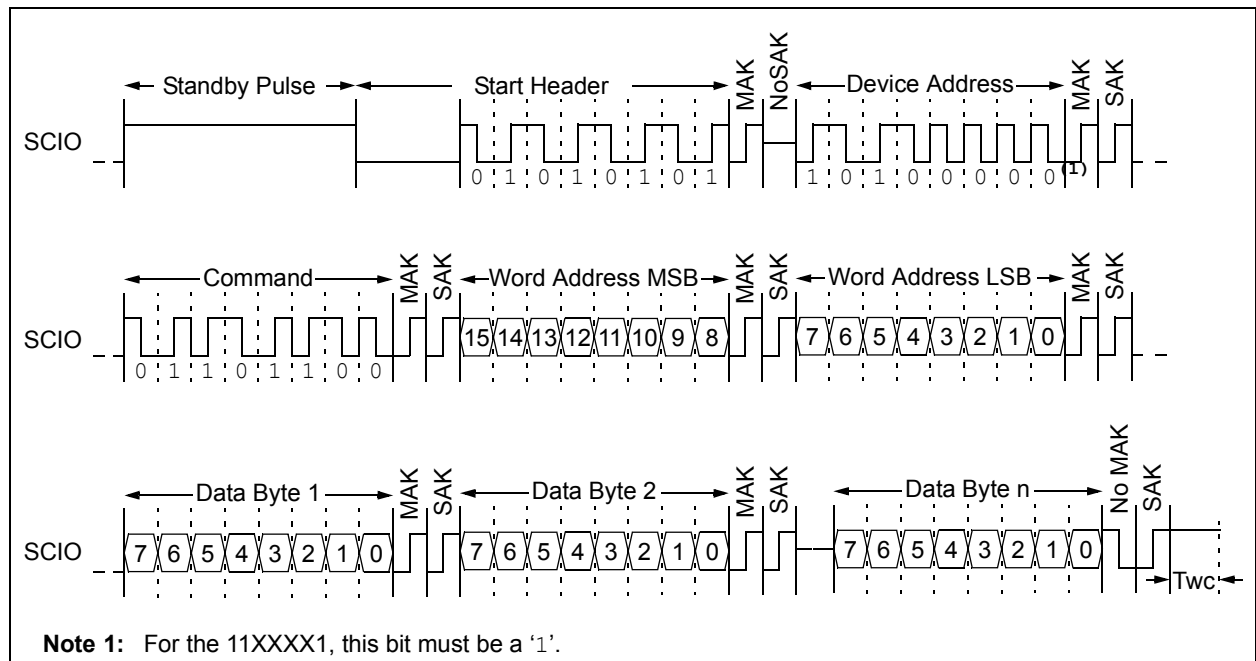 Standby Pulse Start Header MAK NoSAK Device Address MAK SAK
SCIO
0 1 0 1 0 1 0 1 1 0 1 0 0 0 0 0 (1)
Command MAK SAK Word Address MSB MAK SAK Word Address LSB MAK SAK
SCIO 15 14 13 12 11 10 9 8 7 6 5 4 3 2 1 0
0 1 1 0 1 1 0 0
Data Byte 1 MAK SAK Data Byte 2 MAK SAK Data Byte n No MAK SAK
SCIO 7 6 5 4 3 2 1 0 7 6 5 4 3 2 1 0 7 6 5 4 3 2 1 0
Twc
Note 1: For the 11XXXX1, this bit must be a ‘1’.